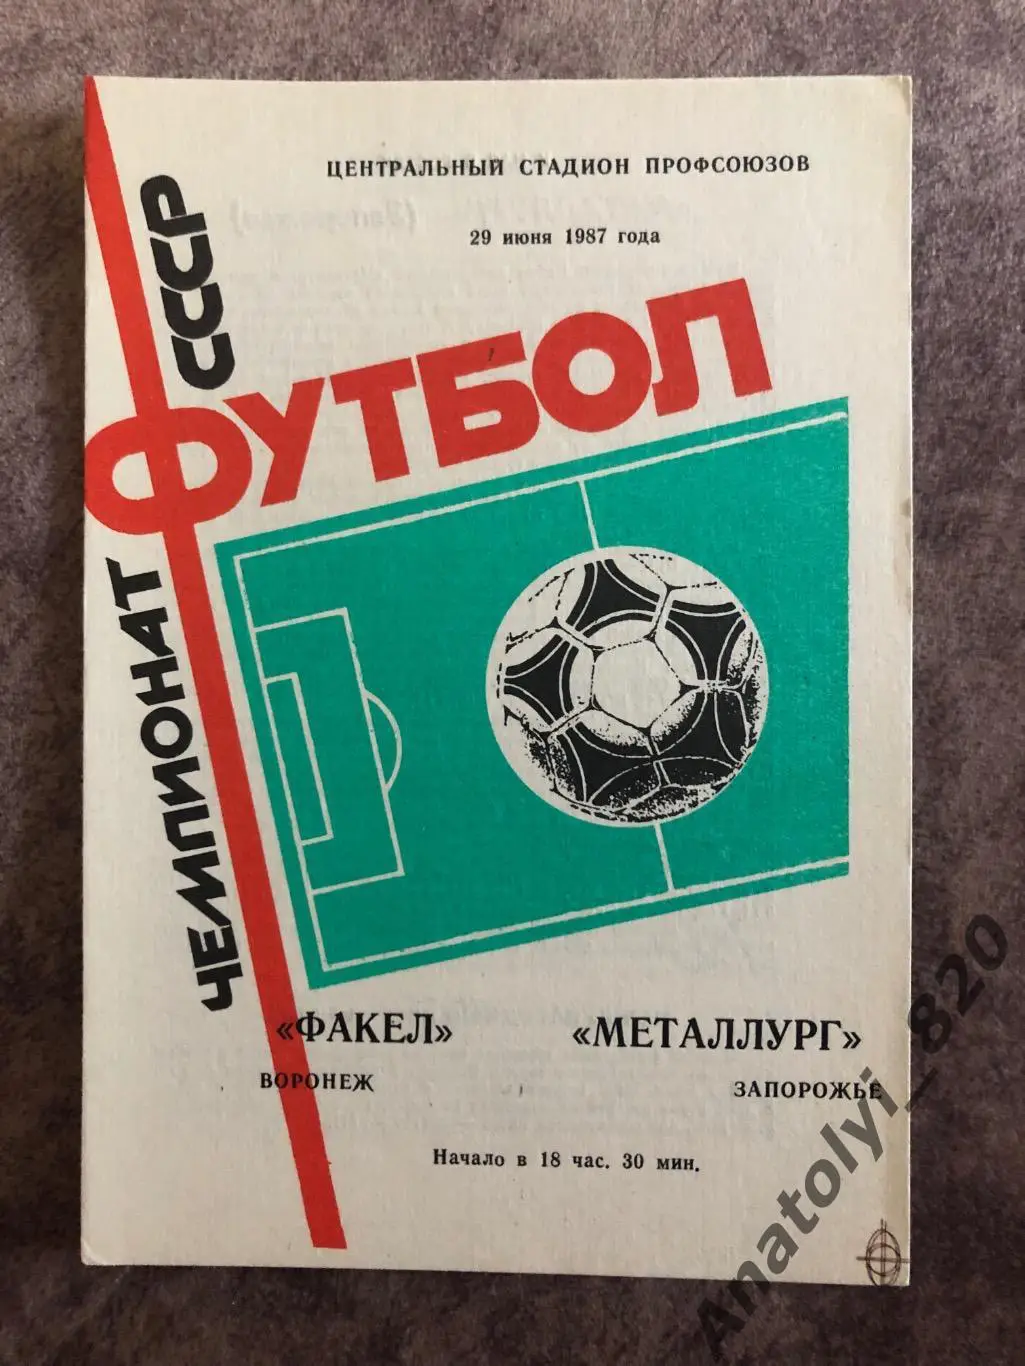 ЦЕНТРАЛЬНЫЙ СТАДИОН ПРОФСОЮЗОВ
29 июня 1987 года
ЧЕМПИОНАТ СССР
ФУТБОЛ
«ФАКЕЛ» «МЕТАЛЛУРГ»
ВОРОНЕЖ ЗАПОРОЖЬЕ
Начало в 18 час. 30 мин.
Anatolyi_820